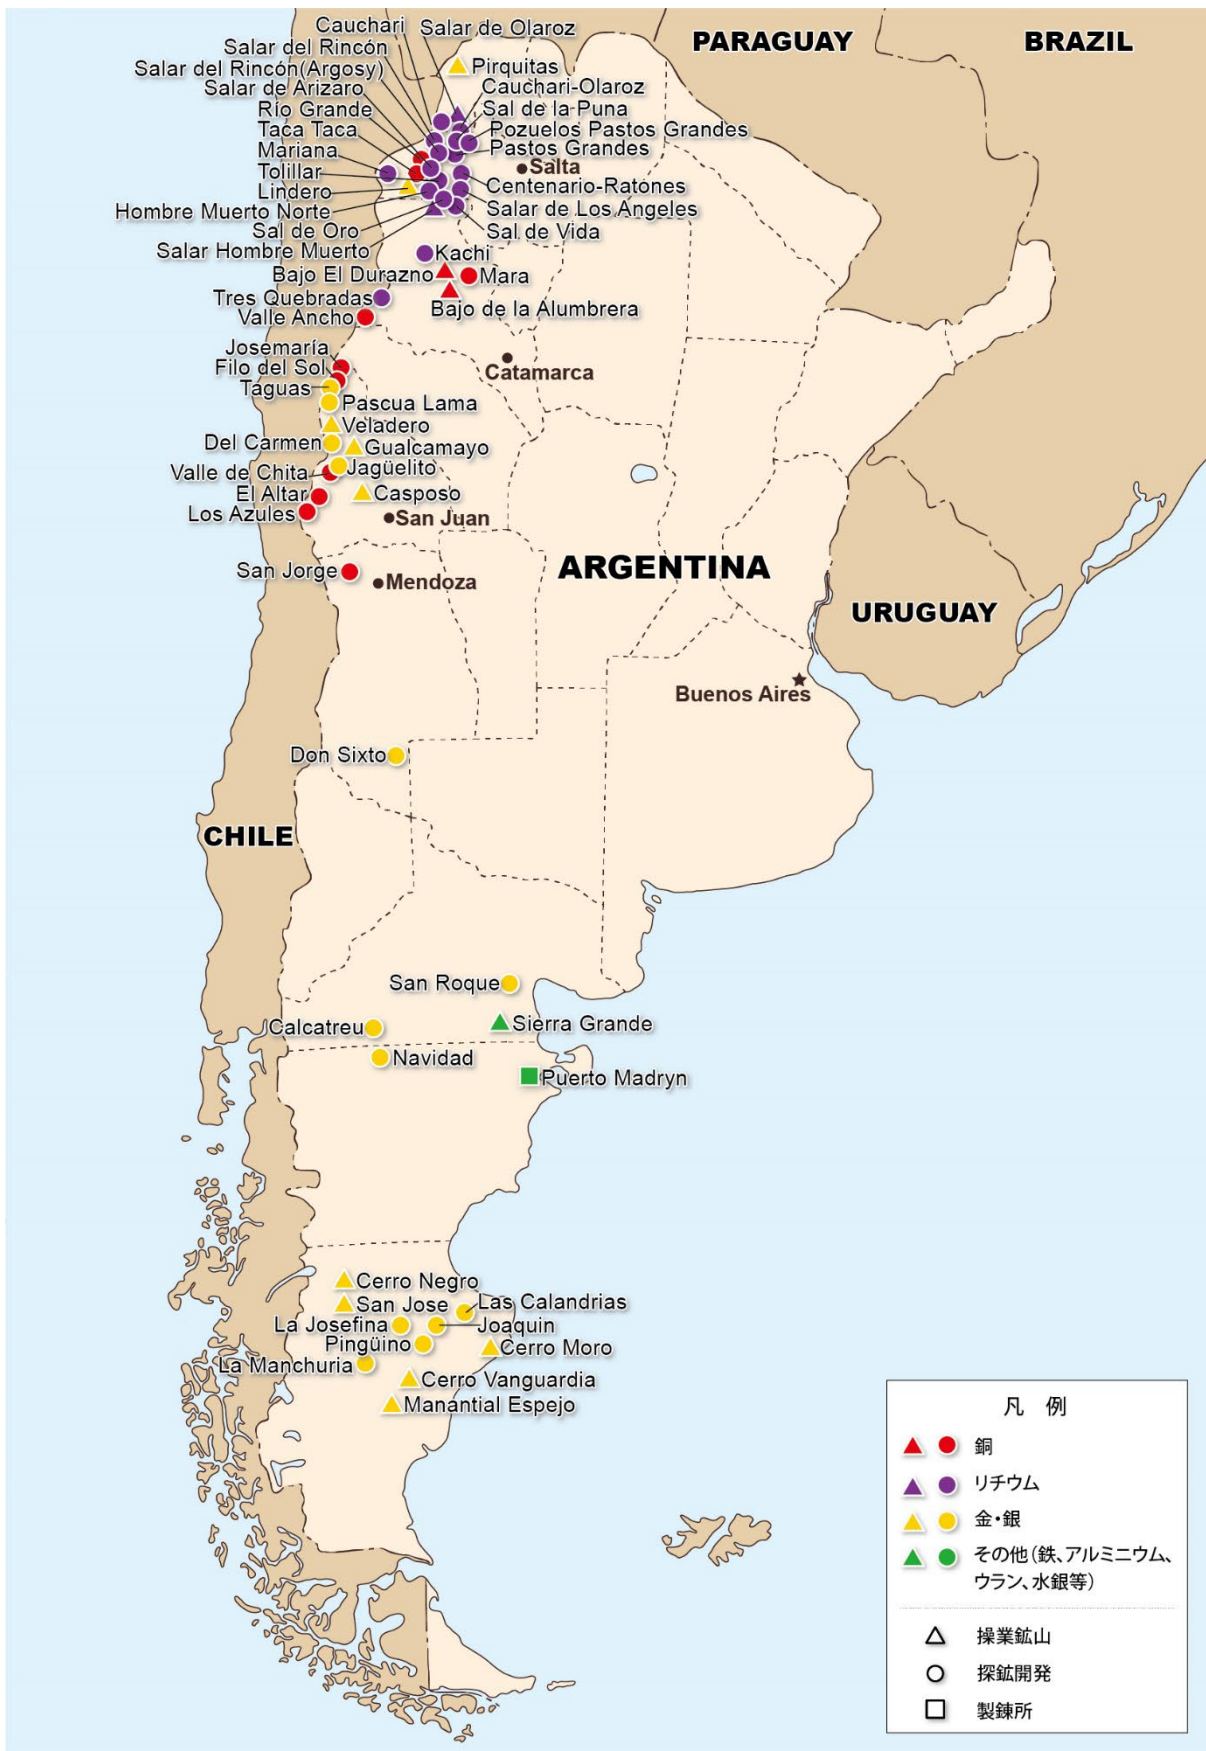 Cauchari
Salar de Olaroz
PARAGUAY
BRAZIL
Salar del Rincón
Salar del Rincón(Argosy)
Pirquitas
Salar de Arizaro
Cauchari-Olaroz
Río Grande
Sal de la Puna
Taca Taca
Pozuelos Pastos Grandes
Mariana
Pastos Grandes
Tolillar
Salta
Lindero
Centenario-Ratones
Hombre Muerto Norte
Salar de Los Angeles
Sal de Oro
Sal de Vida
Salar Hombre Muerto
Kachi
Bajo El Durazno
Mara
Tres Quebradas
Bajo de la Alumbrera
Valle Ancho
Josemaría
Filo del Sol
Catamarca
Taguas
Pascua Lama
Veladero
Del Carmen
Gualcamayo
Valle de Chita
Jagüelito
El Altar
Casposo
Los Azules
San Juan
San Jorge
ARGENTINA
Mendoza
URUGUAY
Buenos Aires
Don Sixto
CHILE
San Roque
Calcatreu
Sierra Grande
Navidad
Puerto Madryn
Cerro Negro
San Jose
Las Calandrias
La Josefina
Joaquin
Pingüino
Cerro Moro
La Manchuria
Cerro Vanguardia
Manantial Espejo
凡 例
銅
リチウム
金・銀
その他(鉄、アルミニウム、
ウラン、水銀等)
操業鉱山
探鉱開発
製錬所